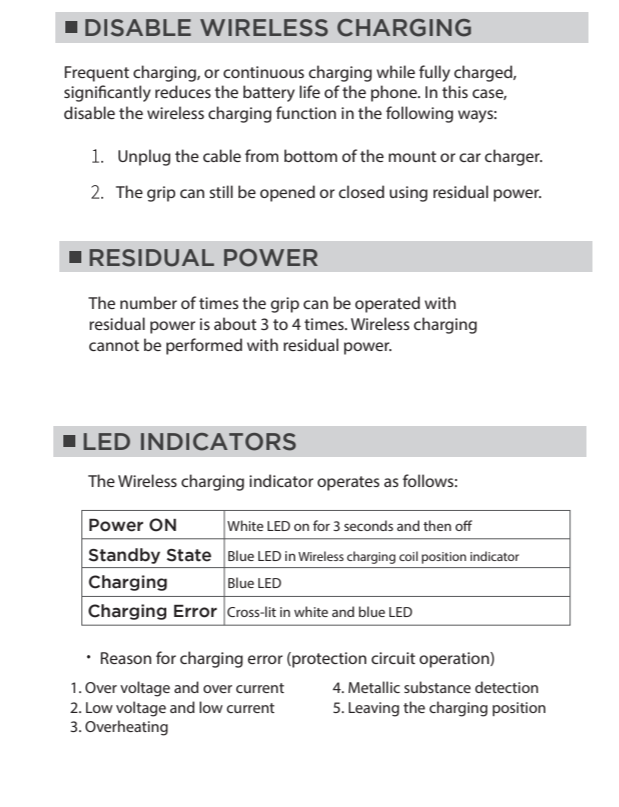 ■ DISABLE WIRELESS CHARGING
Frequent charging, or continuous charging while fully charged,
significantly reduces the battery life of the phone. In this case,
disable the wireless charging function in the following ways:
1. Unplug the cable from bottom of the mount or car charger.
2. The grip can still be opened or closed using residual power.
■ RESIDUAL POWER
The number of times the grip can be operated with
residual power is about 3 to 4 times. Wireless charging
cannot be performed with residual power.
■ LED INDICATORS
The Wireless charging indicator operates as follows:
Power ON White LED on for 3 seconds and then off
Standby State Blue LED in Wireless charging coil position indicator
Charging Blue LED
Charging Error Cross-lit in white and blue LED
• Reason for charging error (protection circuit operation)
1. Over voltage and over current
2. Low voltage and low current
3. Overheating
4. Metallic substance detection
5. Leaving the charging position